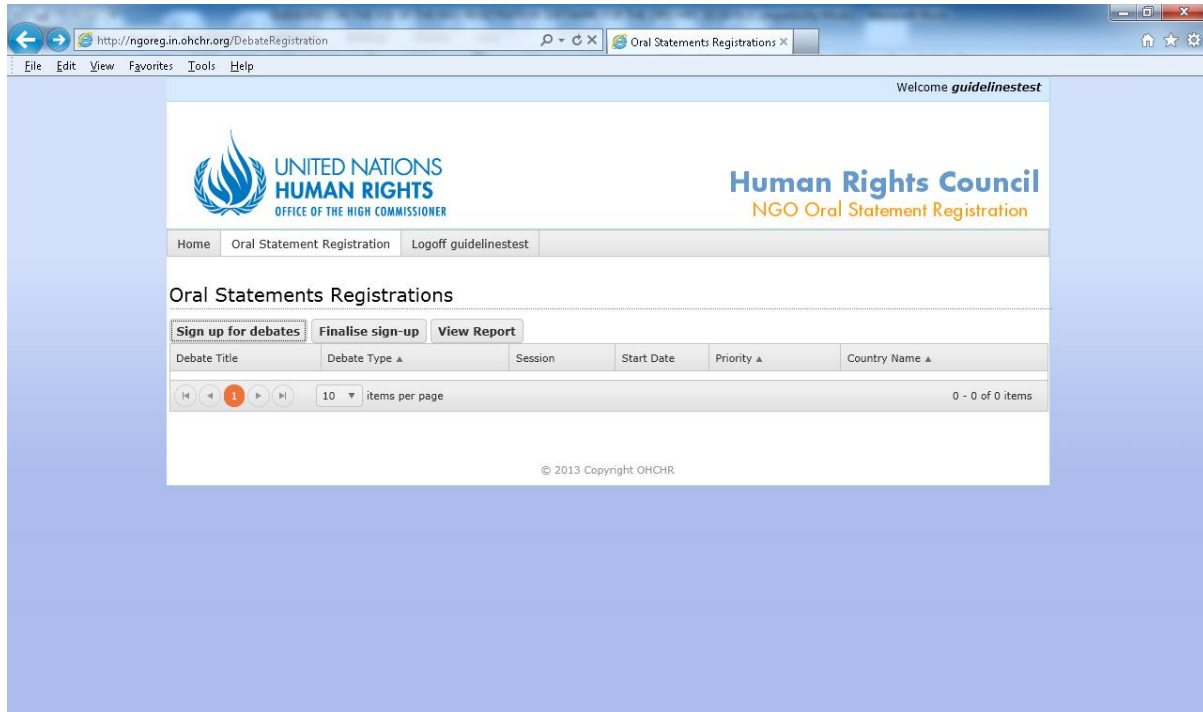 http://ngoreg.in.ohchr.org/DebateRegistration
Oral Statements Registrations
File Edit View Favorites Tools Help
Welcome guidelinestest
UNITED NATIONS
HUMAN RIGHTS
OFFICE OF THE HIGH COMMISSIONER
Human Rights Council
NGO Oral Statement Registration
Home Oral Statement Registration Logoff guidelinestest
Oral Statements Registrations
Sign up for debates Finalise sign-up View Report
Debate Title Debate Type ▲ Session Start Date Priority ▲ Country Name ▲
1 10 items per page 0 - 0 of 0 items
© 2013 Copyright OHCHR